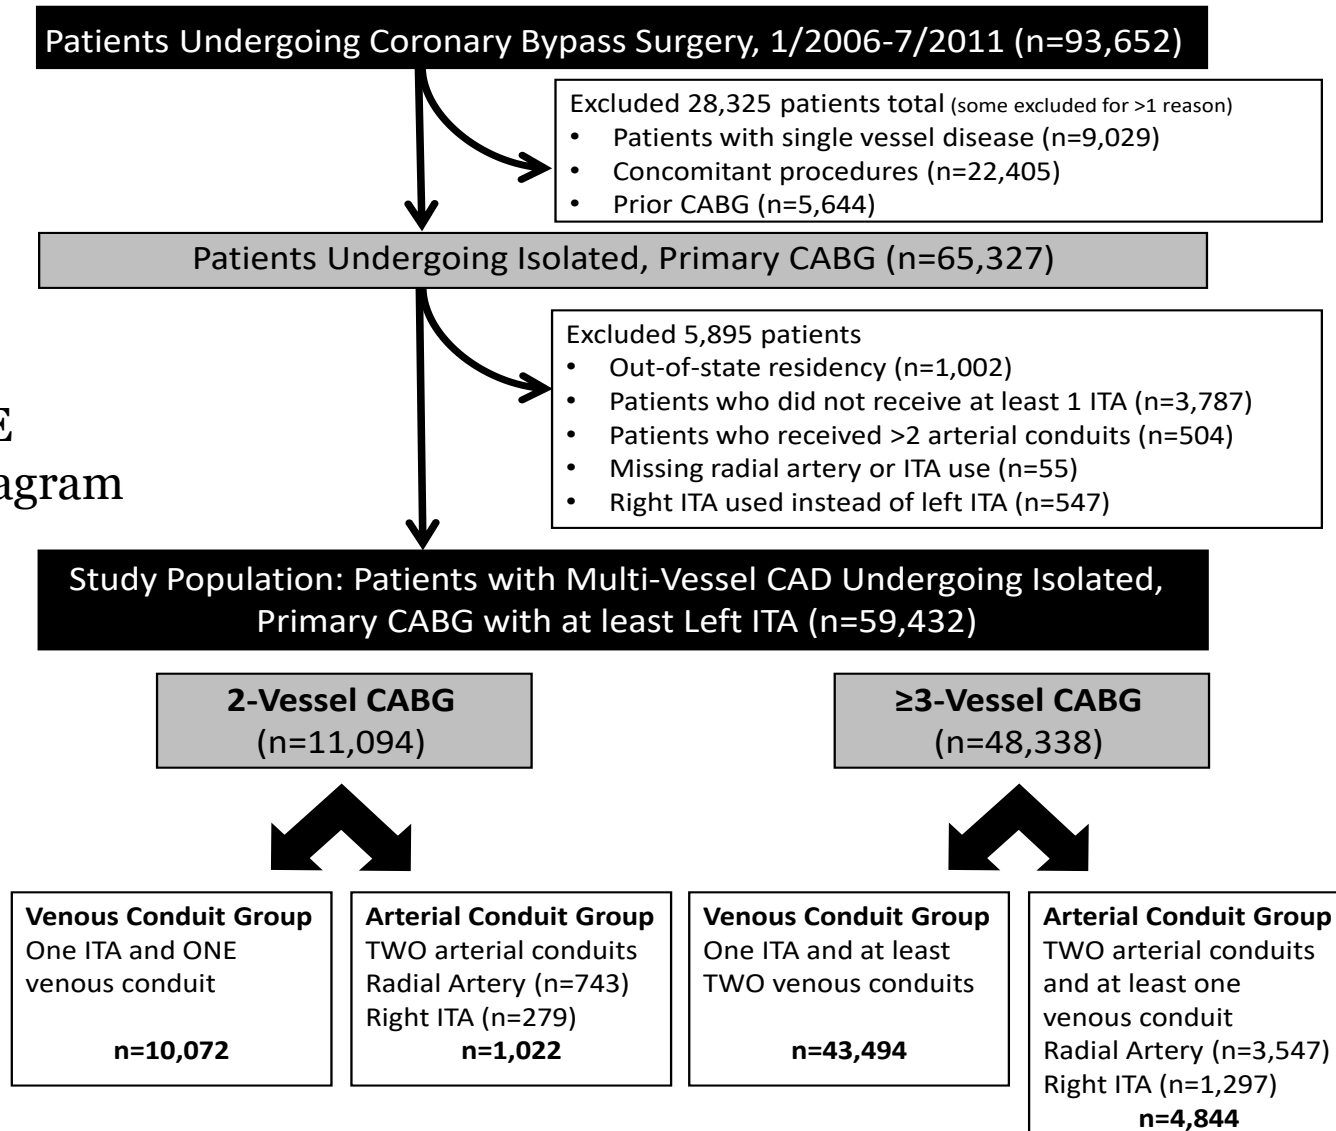 Patients Undergoing Coronary Bypass Surgery, 1/2006-7/2011 (n=93,652)
Excluded 28,325 patients total (some excluded for >1 reason)
• Patients with single vessel disease (n=9,029)
• Concomitant procedures (n=22,405)
• Prior CABG (n=5,644)
Patients Undergoing Isolated, Primary CABG (n=65,327)
Excluded 5,895 patients
• Out-of-state residency (n=1,002)
• Patients who did not receive at least 1 ITA (n=3,787)
• Patients who received >2 arterial conduits (n=504)
• Missing radial artery or ITA use (n=55)
• Right ITA used instead of left ITA (n=547)
E
agram
Study Population: Patients with Multi-Vessel CAD Undergoing Isolated,
Primary CABG with at least Left ITA (n=59,432)
2-Vessel CABG
(n=11,094)
≥3-Vessel CABG
(n=48,338)
Venous Conduit Group
One ITA and ONE
venous conduit
n=10,072
Arterial Conduit Group
TWO arterial conduits
Radial Artery (n=743)
Right ITA (n=279)
n=1,022
Venous Conduit Group
One ITA and at least
TWO venous conduits
n=43,494
Arterial Conduit Group
TWO arterial conduits
and at least one
venous conduit
Radial Artery (n=3,547)
Right ITA (n=1,297)
n=4,844